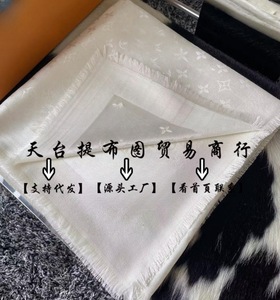 天台提布图贸易商行
【支持代发】 【源头工厂】 【看首页联系】